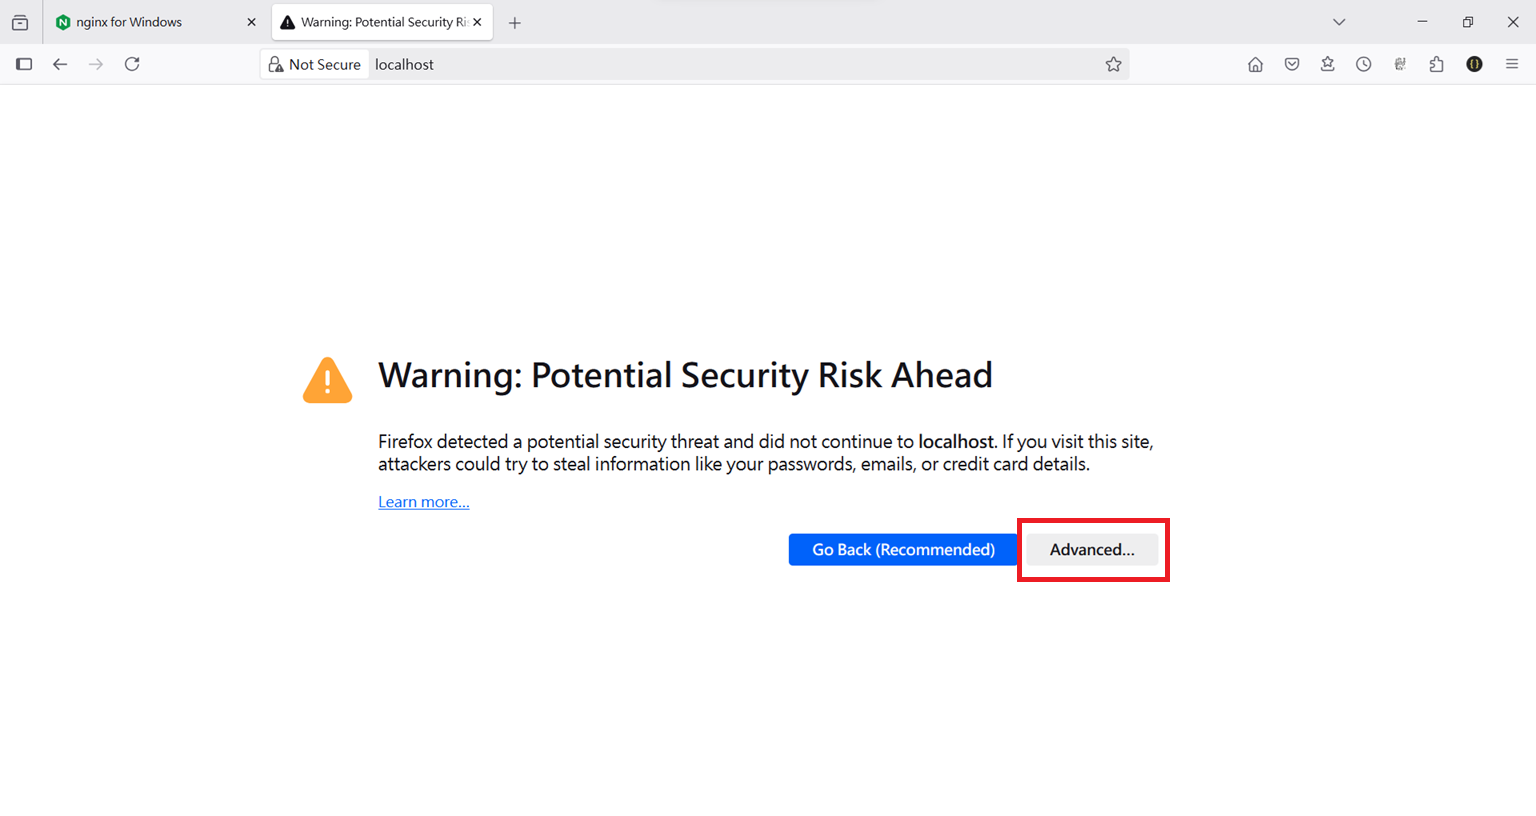 nginx for Windows
Warning: Potential Security Ri
Not Secure
localhost
Warning: Potential Security Risk Ahead
Firefox detected a potential security threat and did not continue to localhost. If you visit this site,
attackers could try to steal information like your passwords, emails, or credit card details.
Learn more...
Go Back (Recommended)
Advanced...